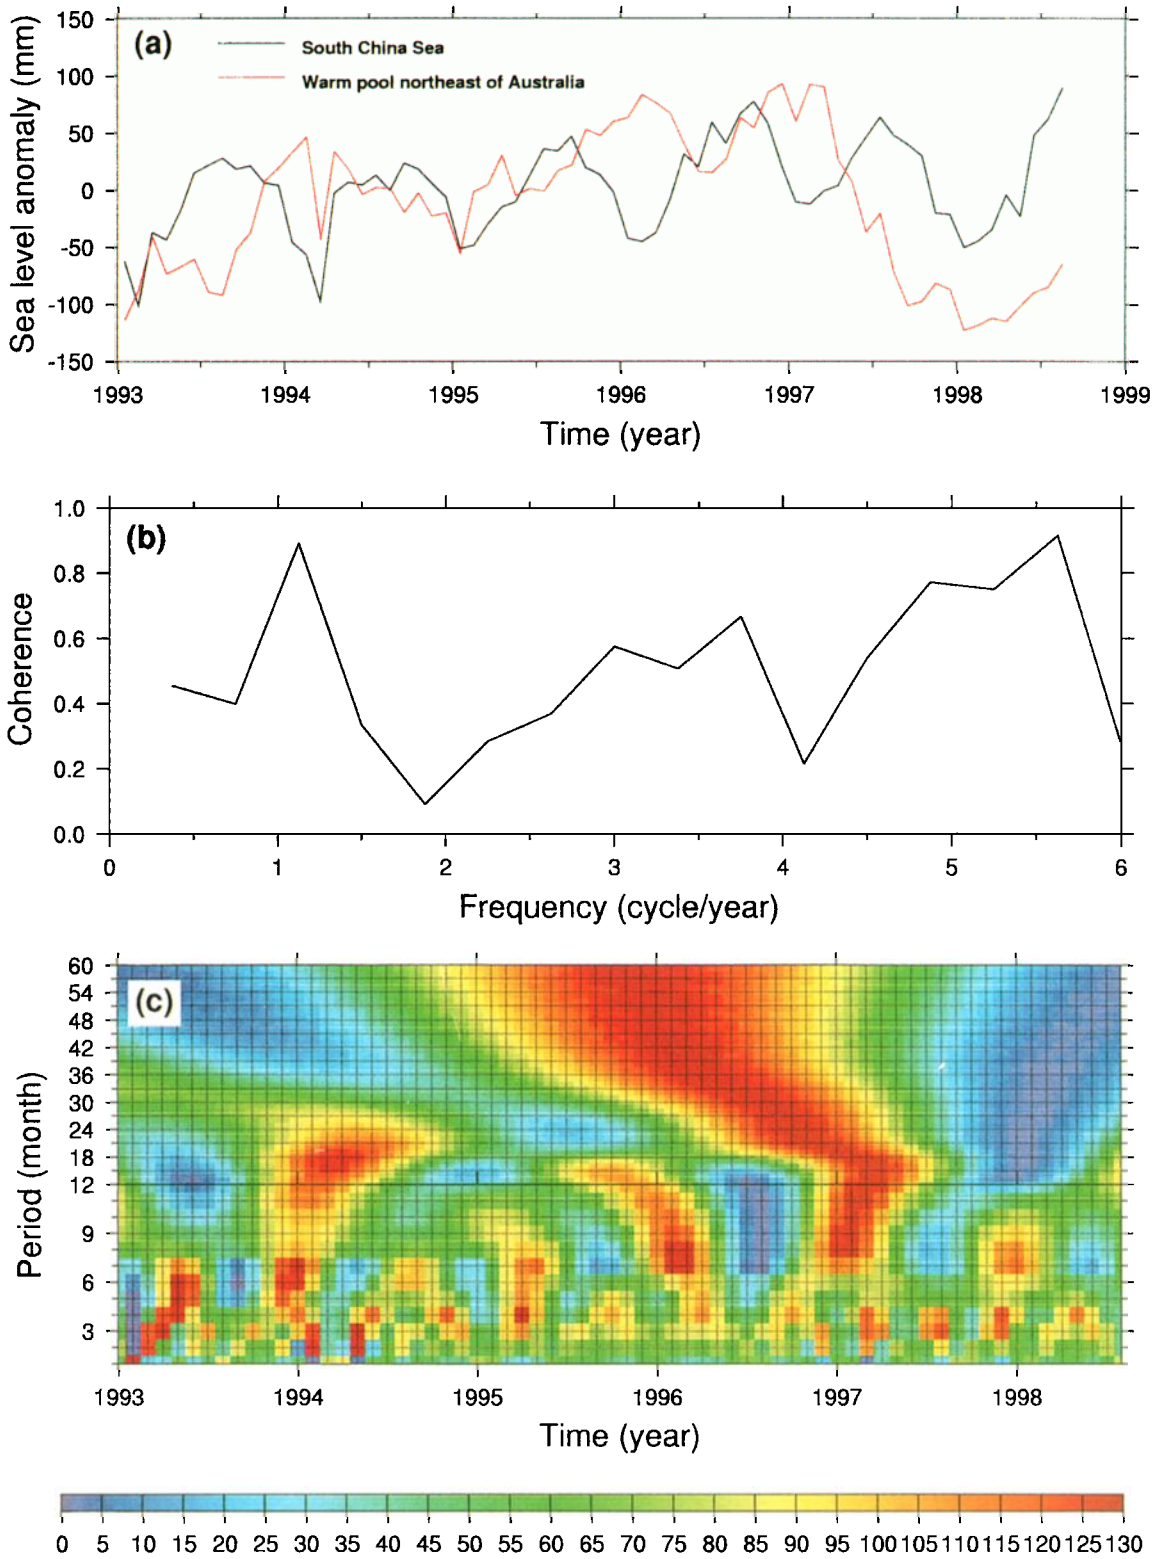 (a)
South China Sea
Warm pool northeast of Australia
Sea level anomaly (mm)
150
100
50
0
-50
-100
-150
1993 1994 1995 1996 1997 1998 1999
Time (year)
(b)
Coherence
1.0
0.8
0.6
0.4
0.2
0.0
0 1 2 3 4 5 6
Frequency (cycle/year)
(c)
Period (month)
60
54
48
42
36
30
24
18
12
9
6
3
1993 1994 1995 1996 1997 1998
Time (year)
0 5 10 15 20 25 30 35 40 45 50 55 60 65 70 75 80 85 90 95 100 105 110 115 120 125 130